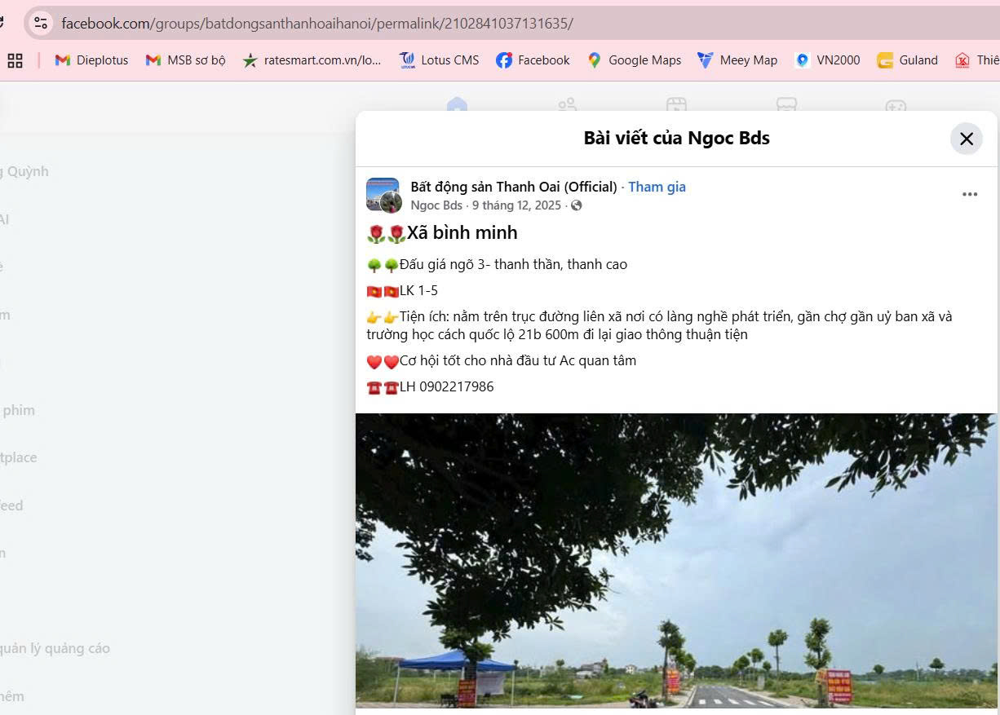 facebook.com/groups/batdongsanthanhoaihanoi/permalink/2102841037131635/
Dieplotus
MSB sơ bộ
ratesmart.com.vn/lo...
Lotus CMS
Facebook
Google Maps
Meey Map
VN2000
Guland
Thiê
Bài viết của Ngoc Bds
Quỳnh
Bất động sản Thanh Oai (Official) · Tham gia
Ngoc Bds · 9 tháng 12, 2025 ·
AI
Xã bình minh
Đấu giá ngõ 3- thanh thần, thanh cao
LK 1-5
Tiện ích: nằm trên trục đường liên xã nơi có làng nghề phát triển, gần chợ gần uỷ ban xã và
trường học cách quốc lộ 21b 600m đi lại giao thông thuận tiện
Cơ hội tốt cho nhà đầu tư Ac quan tâm
LH 0902217986
phim
tplace
eed
quản lý quảng cáo
hêm